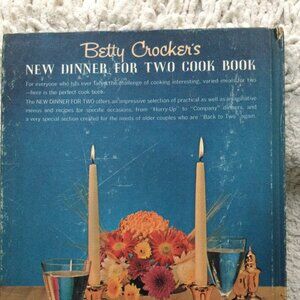 Betty Crocker's
NEW DINNER FOR TWO COOK BOOK
For everyone who has ever faced the challenge of cooking interesting, varied meals for two
—here is the perfect cook book.
The NEW DINNER FOR TWO offers an impressive selection of practical as well as imaginative
menus and recipes for specific occasions, from "Hurry-Up" to "Company" dinners, and
a very special section created for the needs of older couples who are "Back to Two" again.